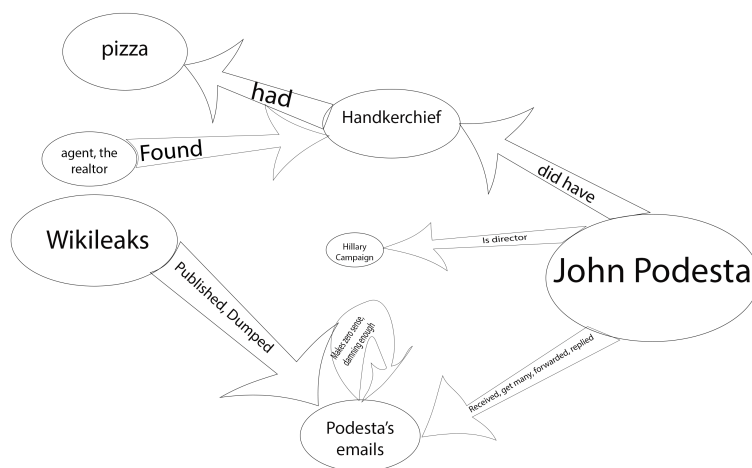 pizza
had
Handkerchief
agent, the
realtor
Found
did have
Wikileaks
Is director
Hillary
Campaign
John Podesta
Published, Dumped
Makes zero sense,
damning enough
Received, get many, forwarded, replied
Podesta's
emails